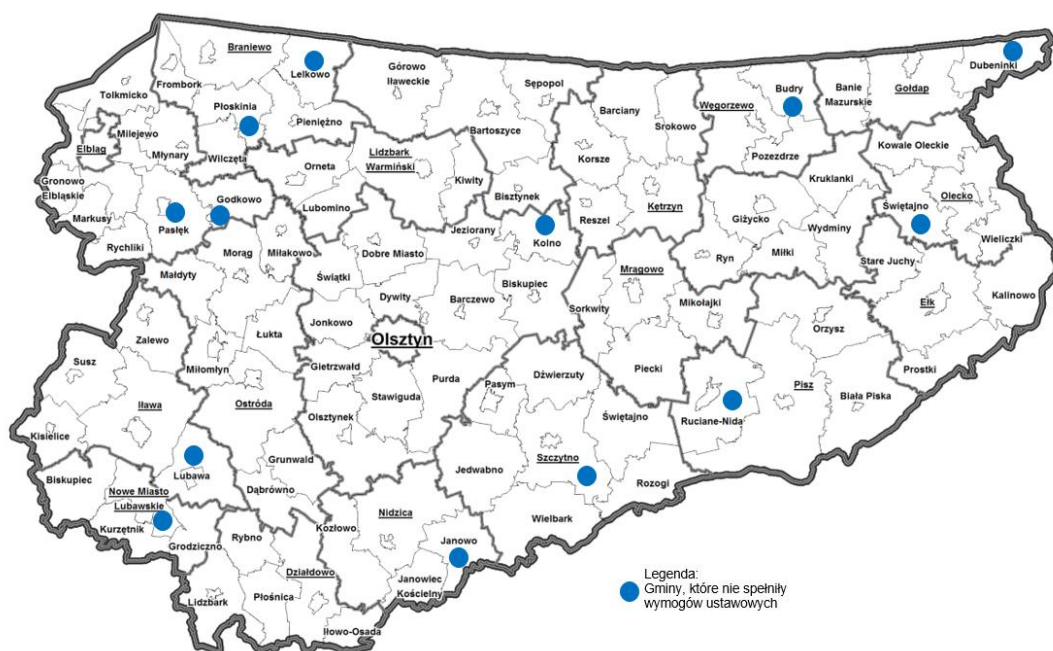 Braniewo
Lelkowo
Górowo
Iławeckie
Sępopol
Dubeninki
Gołdap
Banie
Mazurskie
Budry
Węgorzewo
Frombork
Tolkmicko
Płoskinia
Pieniężno
Bartoszyce
Barciany
Srokowo
Milejewo
Elbląg
Młynary
Wilczęta
Orneta
Lidzbark
Warmiński
Kiwity
Korsze
Pozezdrze
Kowale Oleckie
Gronowo
Elbląskie
Markusy
Pasłęk
Godkowo
Lubomino
Bisztynek
Reszel
Kętrzyn
Kruklanki
Giżycko
Wydminy
Świętajno
Olecko
Wieliczki
Rychliki
Morąg
Miłakowo
Jeziorany
Kolno
Dobre Miasto
Świątki
Ryn
Miłki
Stare Juchy
Małdyty
Dywity
Barczewo
Biskupiec
Mrągowo
Sorkwity
Mikołajki
Ełk
Kalinowo
Zalewo
Łukta
Jonkowo
Olsztyn
Orzysz
Susz
Miłomłyn
Gietrzwałd
Purda
Stawiguda
Pasym
Dźwierzuty
Piecki
Prostki
Iława
Ostróda
Olsztynek
Świętajno
Ruciane-Nida
Pisz
Biała Piska
Kisielice
Lubawa
Grunwald
Dąbrówno
Jedwabno
Szczytno
Rozogi
Biskupiec
Nowe Miasto
Lubawskie
Kurzętnik
Grodziczno
Rybno
Kozłowo
Nidzica
Janowo
Wielbark
Działdowo
Janowiec
Kościelny
Lidzbark
Płośnica
Iłowo-Osada
Legenda:
Gminy, które nie spełniły
wymogów ustawowych